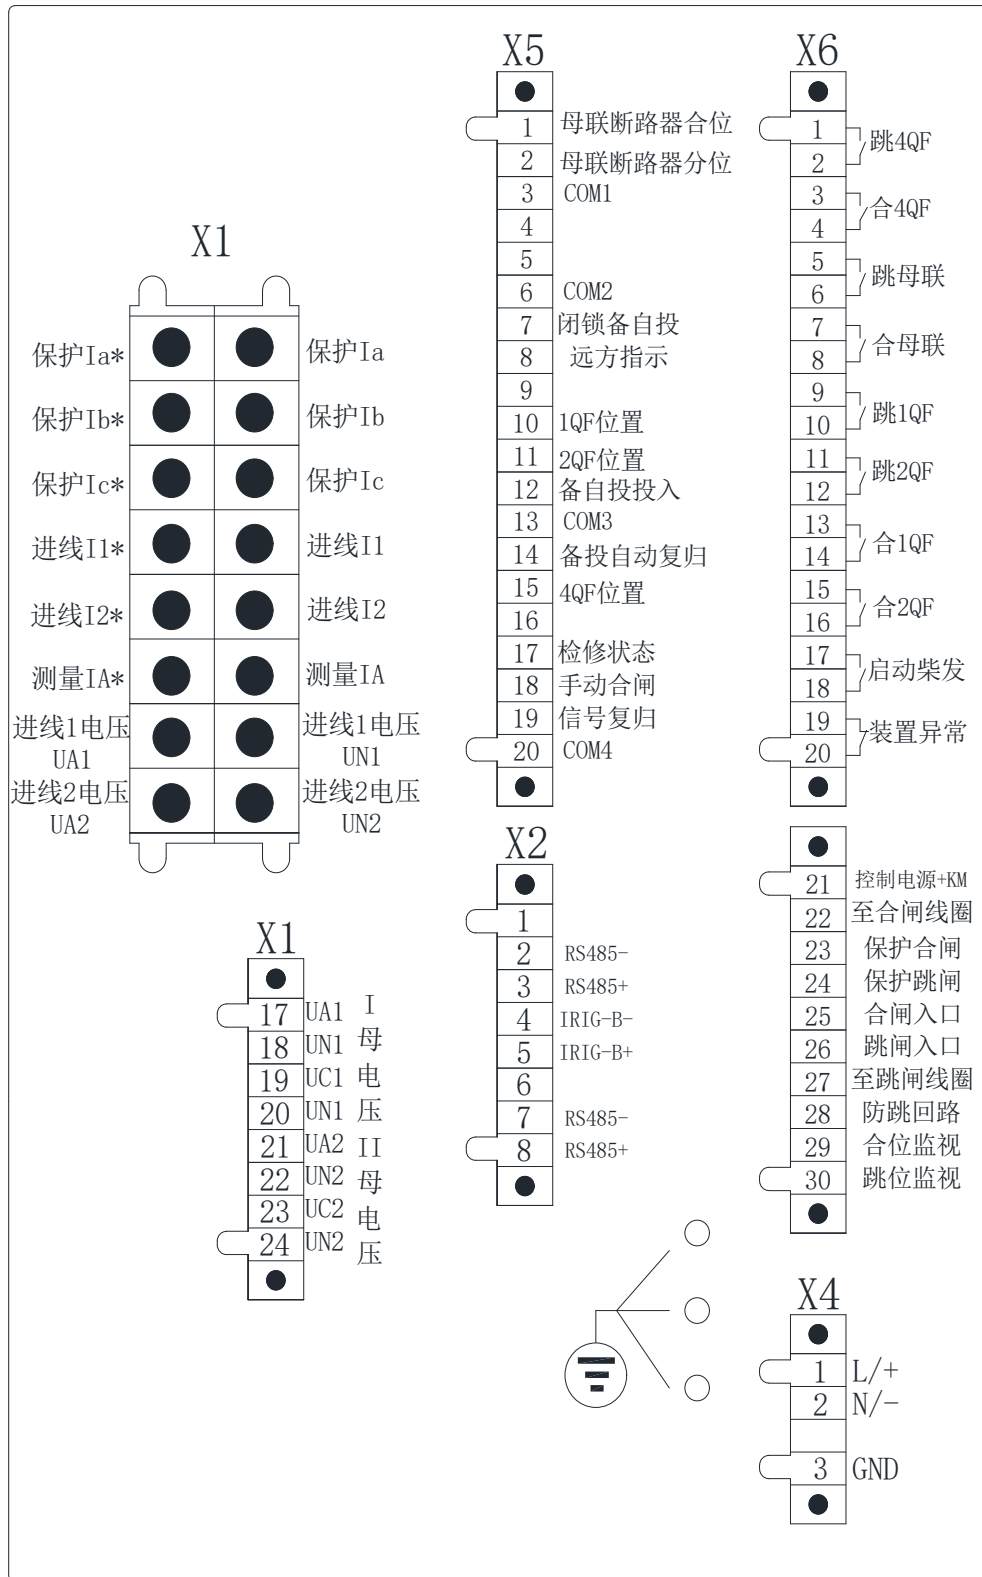 X1
保护Ia* 保护Ia
保护Ib* 保护Ib
保护Ic* 保护Ic
进线I1* 进线I1
进线I2* 进线I2
测量IA* 测量IA
进线1电压 进线1电压
UA1 UN1
进线2电压 进线2电压
UA2 UN2
X1
17 UA1
18 UN1
19 UC1
20 UN1
21 UA2
22 UN2
23 UC2
24 UN2
I母电压
II母电压
X5
1 母联断路器合位
2 母联断路器分位
3 COM1
4
5
6 COM2
7 闭锁备自投
8 远方指示
9
10 1QF位置
11 2QF位置
12 备自投投入
13 COM3
14 备投自动复归
15 4QF位置
16
17 检修状态
18 手动合闸
19 信号复归
20 COM4
X2
1
2 RS485-
3 RS485+
4 IRIG-B-
5 IRIG-B+
6
7 RS485-
8 RS485+
X6
1
跳4QF
2
3
合4QF
4
5
跳母联
6
7
合母联
8
9
跳1QF
10
11
跳2QF
12
13
合1QF
14
15
合2QF
16
17
启动柴发
18
19
装置异常
20
21 控制电源+KM
22 至合闸线圈
23 保护合闸
24 保护跳闸
25 合闸入口
26 跳闸入口
27 至跳闸线圈
28 防跳回路
29 合位监视
30 跳位监视
X4
1 L/+
2 N/-
3 GND